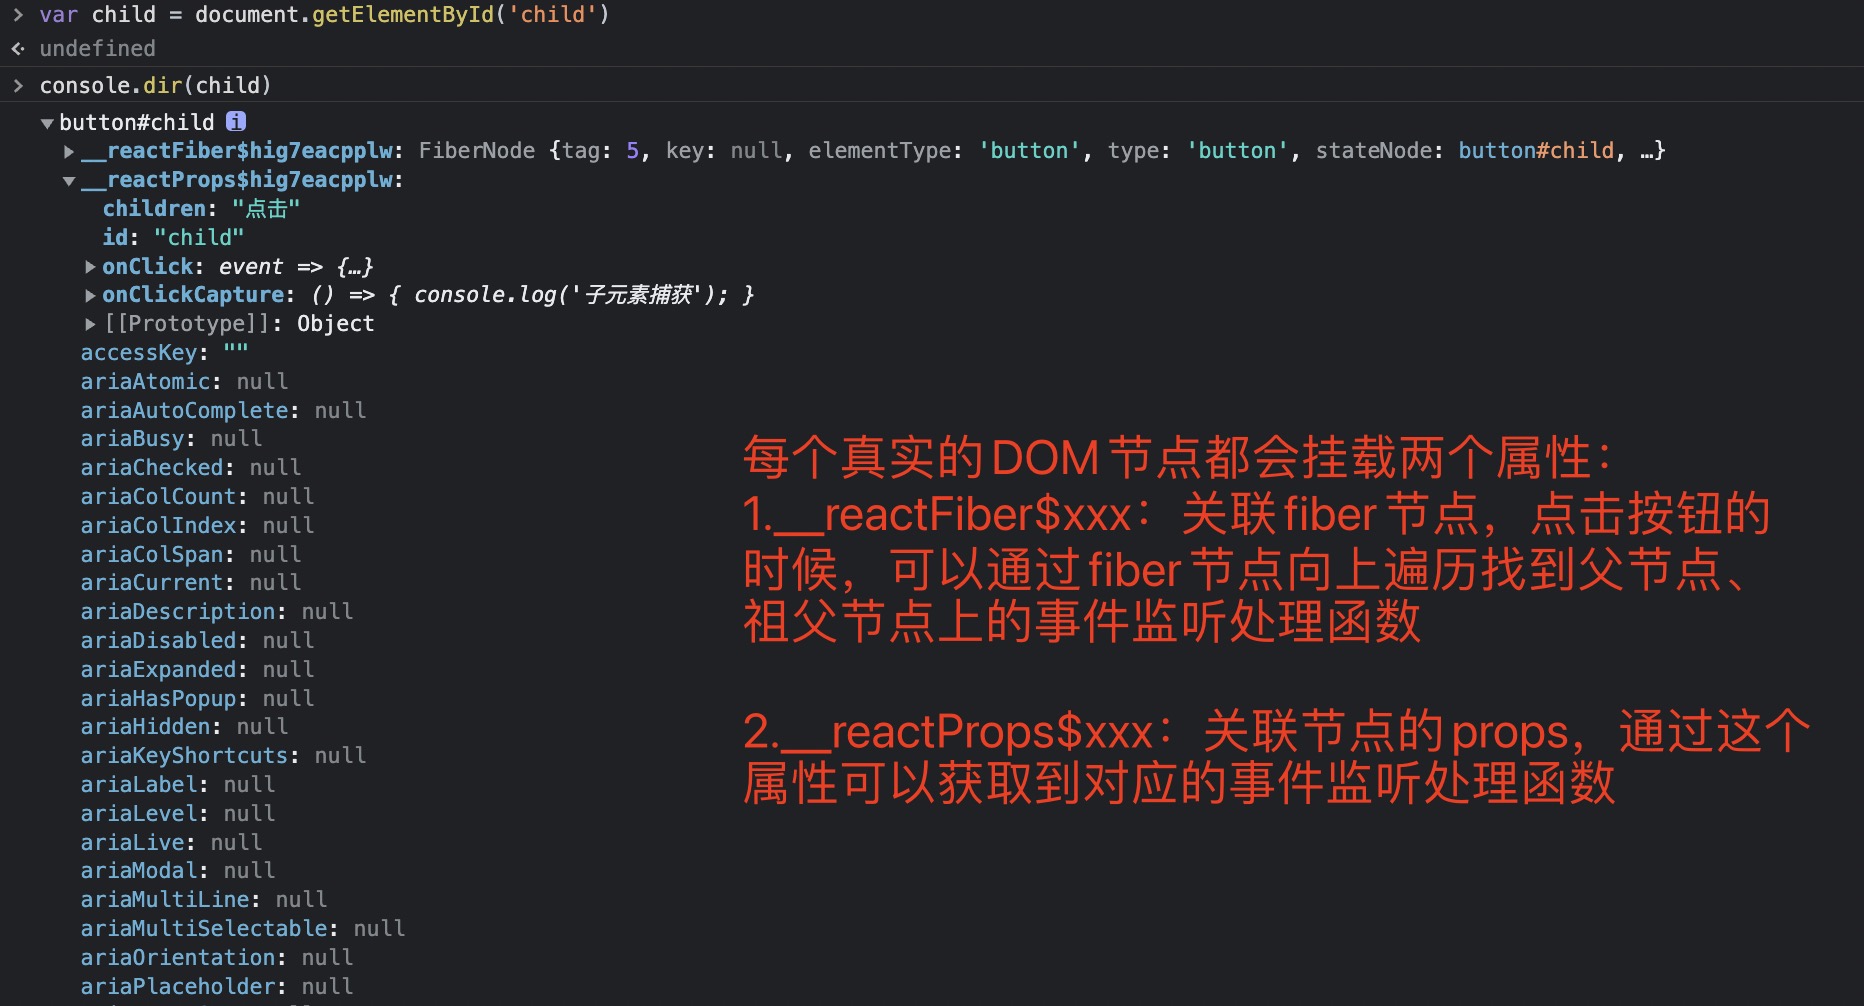 > var child = document.getElementById('child')
undefined
> console.dir(child)
button#child i
__reactFiber$hig7eacpplw: FiberNode {tag: 5, key: null, elementType: 'button', type: 'button', stateNode: button#child, …}
__reactProps$hig7eacpplw:
children: "点击"
id: "child"
onClick: event => {…}
onClickCapture: () => { console.log('子元素捕获'); }
[[Prototype]]: Object
accessKey: ""
ariaAtomic: null
ariaAutoComplete: null
ariaBusy: null
ariaChecked: null
ariaColCount: null
ariaColIndex: null
ariaColSpan: null
ariaCurrent: null
ariaDescription: null
ariaDisabled: null
ariaExpanded: null
ariaHasPopup: null
ariaHidden: null
ariaKeyShortcuts: null
ariaLabel: null
ariaLevel: null
ariaLive: null
ariaModal: null
ariaMultiLine: null
ariaMultiSelectable: null
ariaOrientation: null
ariaPlaceholder: null
每个真实的DOM节点都会挂载两个属性：
1.__reactFiber$xxx：关联fiber节点，点击按钮的
时候，可以通过fiber节点向上遍历找到父节点、
祖父节点上的事件监听处理函数
2.__reactProps$xxx：关联节点的props，通过这个
属性可以获取到对应的事件监听处理函数